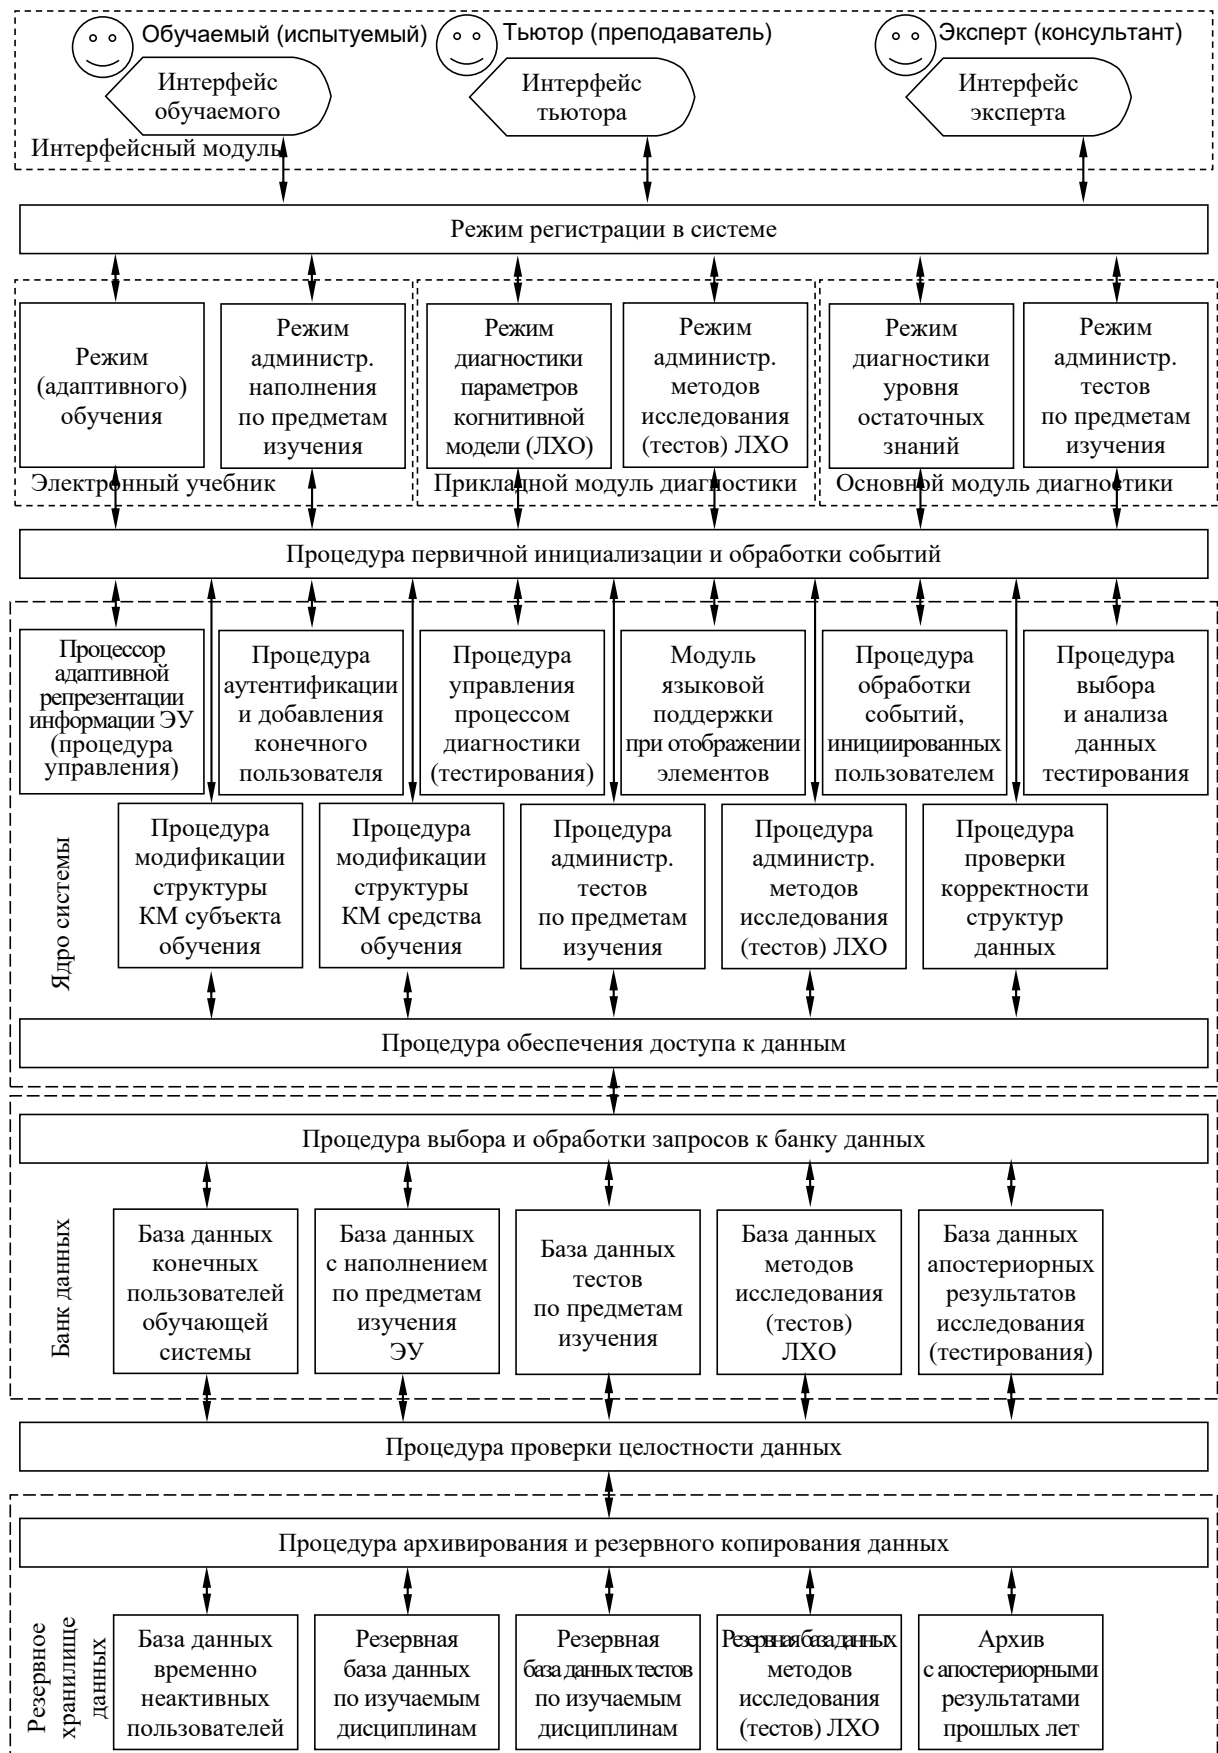 Обучаемый (испытуемый)
Тьютор (преподаватель)
Эксперт (консультант)
Интерфейс
обучаемого
Интерфейс
тьютора
Интерфейс
эксперта
Интерфейсный модуль
Режим регистрации в системе
Режим
(адаптивного)
обучения
Режим
администр.
наполнения
по предметам
изучения
Режим
диагностики
параметров
когнитивной
модели (ЛХО)
Режим
администр.
методов
исследования
(тестов) ЛХО
Режим
диагностики
уровня
остаточных
знаний
Режим
администр.
тестов
по предметам
изучения
Электронный учебник
Прикладной модуль диагностики
Основной модуль диагностики
Процедура первичной инициализации и обработки событий
Процессор
адаптивной
репрезентации
информации ЭУ
(процедура
управления)
Процедура
аутентификации
и добавления
конечного
пользователя
Процедура
управления
процессом
диагностики
(тестирования)
Модуль
языковой
поддержки
при отображении
элементов
Процедура
обработки
событий,
инициированных
пользователем
Процедура
выбора
и анализа
данных
тестирования
Ядро системы
Процедура
модификации
структуры
КМ субъекта
обучения
Процедура
модификации
структуры
КМ средства
обучения
Процедура
администр.
тестов
по предметам
изучения
Процедура
администр.
методов
исследования
(тестов) ЛХО
Процедура
проверки
корректности
структур
данных
Процедура обеспечения доступа к данным
Процедура выбора и обработки запросов к банку данных
Банк данных
База данных
конечных
пользователей
обучающей
системы
База данных
с наполнением
по предметам
изучения
ЭУ
База данных
тестов
по предметам
изучения
База данных
методов
исследования
(тестов)
ЛХО
База данных
апостериорных
результатов
исследования
(тестирования)
Процедура проверки целостности данных
Процедура архивирования и резервного копирования данных
Резервное
хранилище
данных
База данных
временно
неактивных
пользователей
Резервная
база данных
по изучаемым
дисциплинам
Резервная
база данных тестов
по изучаемым
дисциплинам
Резервная база данных
методов
исследования
(тестов) ЛХО
Архив
с апостериорными
результатами
прошлых лет